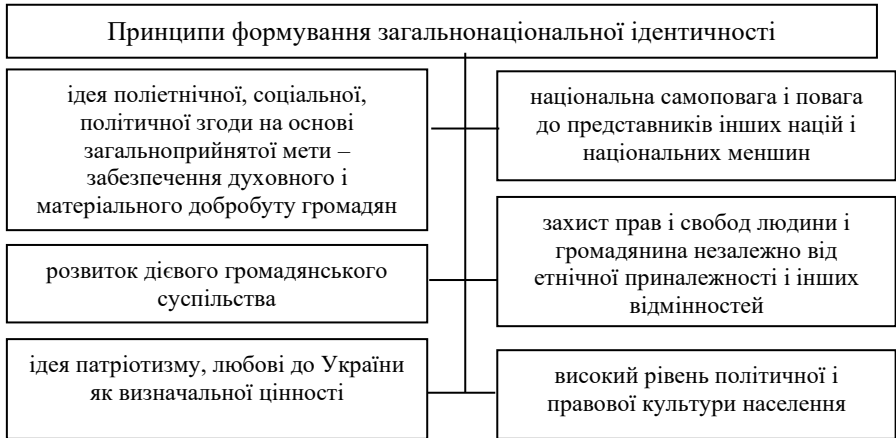 Принципи формування загальнонаціональної ідентичності
ідея поліетнічної, соціальної,
політичної згоди на основі
загальноприйнятої мети –
забезпечення духовного і
матеріального добробуту громадян
національна самоповага і повага
до представників інших націй і
національних меншин
розвиток дієвого громадянського
суспільства
захист прав і свобод людини і
громадянина незалежно від
етнічної приналежності і інших
відмінностей
ідея патріотизму, любові до України
як визначальної цінності
високий рівень політичної і
правової культури населення